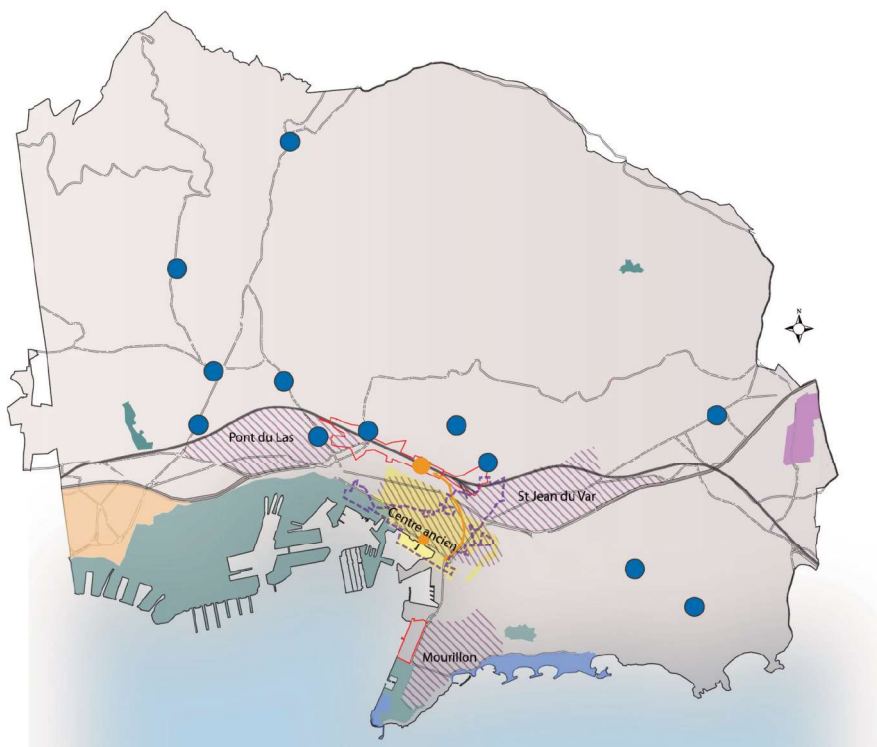 N
Pont du Las
St Jean du Var
Centre ancien
Mourillon